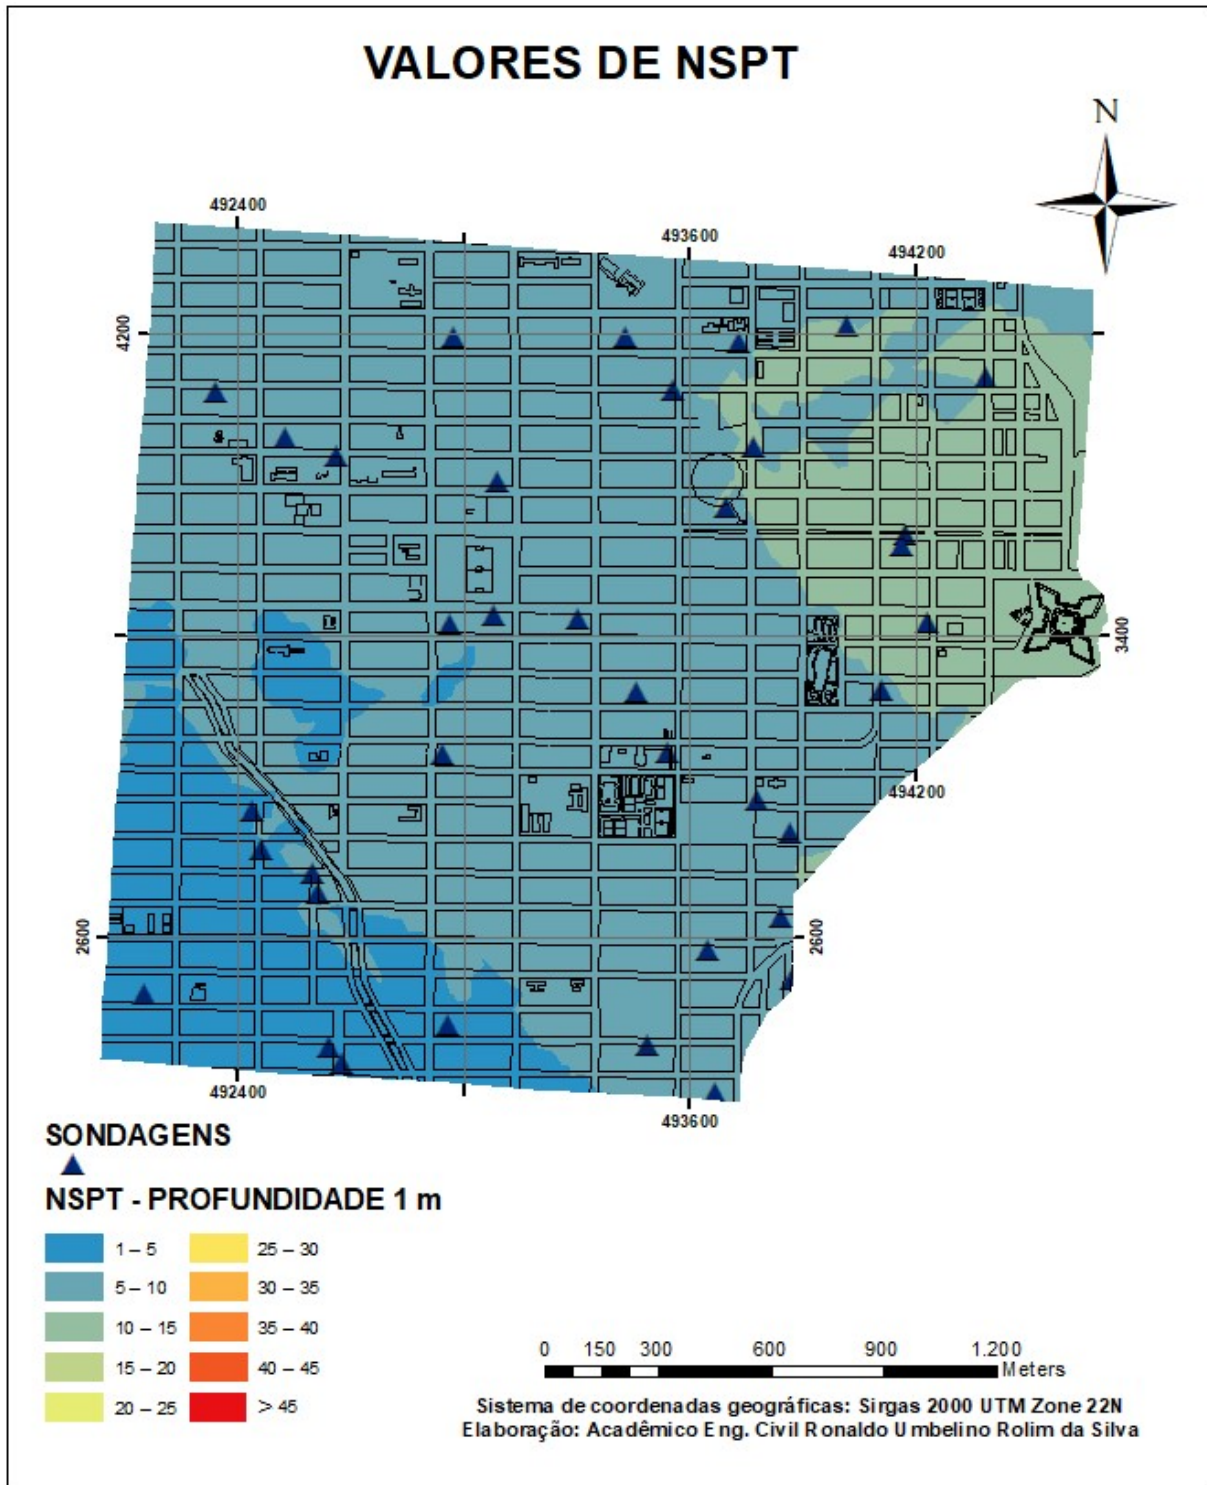 VALORES DE NSPT
N
492400
493600
494200
4200
4200
3400
494200
2600
2600
492400
493600
SONDAGENS
NSPT - PROFUNDIDADE 1 m
1 – 5
25 – 30
5 – 10
30 – 35
10 – 15
35 – 40
15 – 20
40 – 45
20 – 25
> 45
0 150 300 600 900 1.200
Meters
Sistema de coordenadas geográficas: Sirgas 2000 UTM Zone 22N
Elaboração: Acadêmico Eng. Civil Ronaldo Umbelino Rolim da Silva